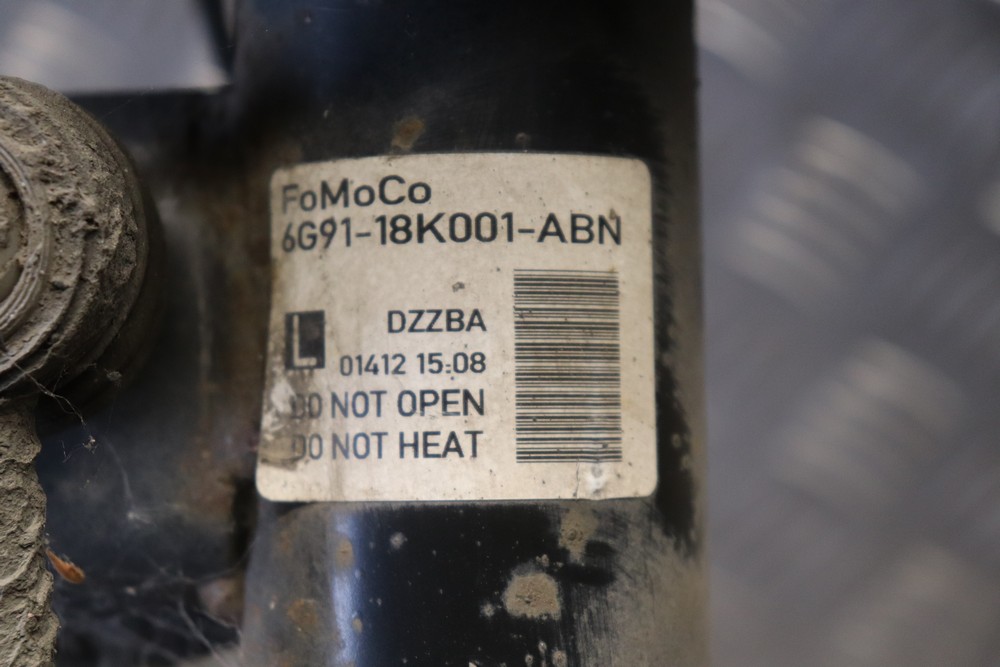 FoMoCo
6G91-18K001-ABN
L
DZZBA
01412 15:08
DO NOT OPEN
DO NOT HEAT